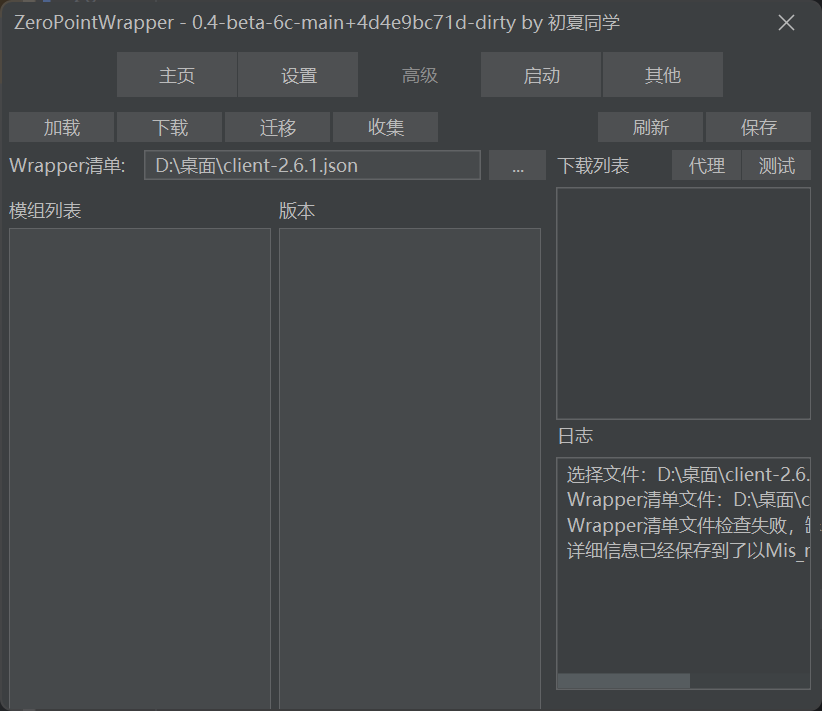 ZeroPointWrapper - 0.4-beta-6c-main+4d4e9bc71d-dirty by 初夏同学
主页 设置 高级 启动 其他
加载 下载 迁移 收集 刷新 保存
Wrapper清单: D:\桌面\client-2.6.1.json ... 下载列表 代理 测试
模组列表 版本
日志
选择文件：D:\桌面\client-2.6.
Wrapper清单文件：D:\桌面\c
Wrapper清单文件检查失败，
详细信息已经保存到了以Mis_r